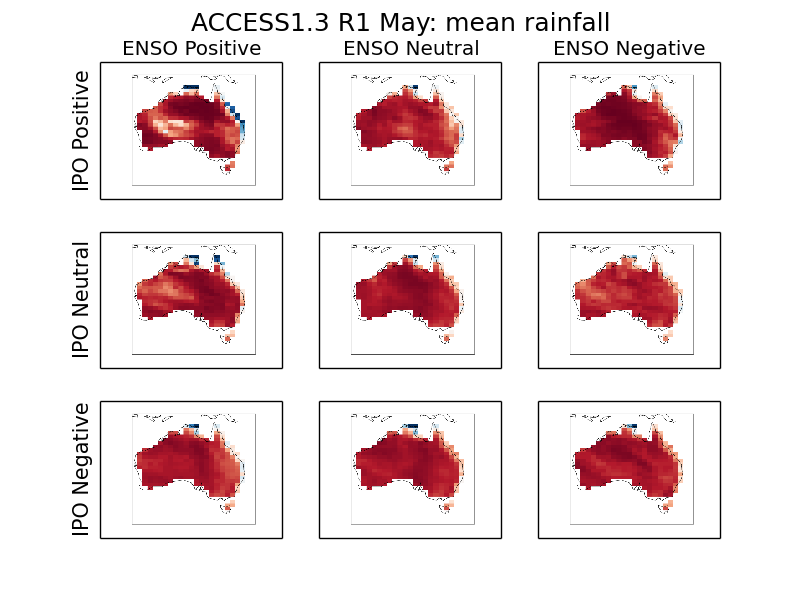 ACCESS1.3 R1 May: mean rainfall
ENSO Positive
ENSO Neutral
ENSO Negative
IPO Positive
IPO Neutral
IPO Negative